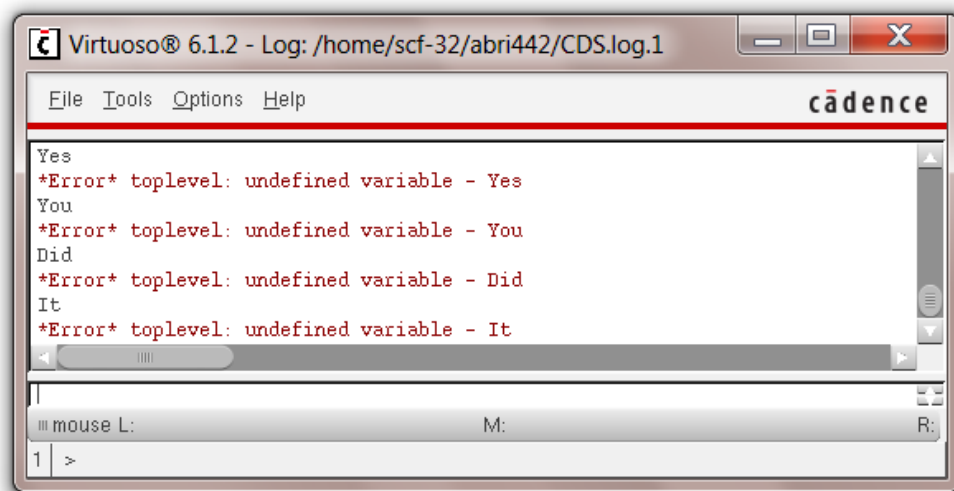 Virtuoso® 6.1.2 - Log: /home/scf-32/abri442/CDS.log.1
File Tools Options Help cādence
Yes
*Error* toplevel: undefined variable - Yes
You
*Error* toplevel: undefined variable - You
Did
*Error* toplevel: undefined variable - Did
It
*Error* toplevel: undefined variable - It
mouse L: M: R:
1 >